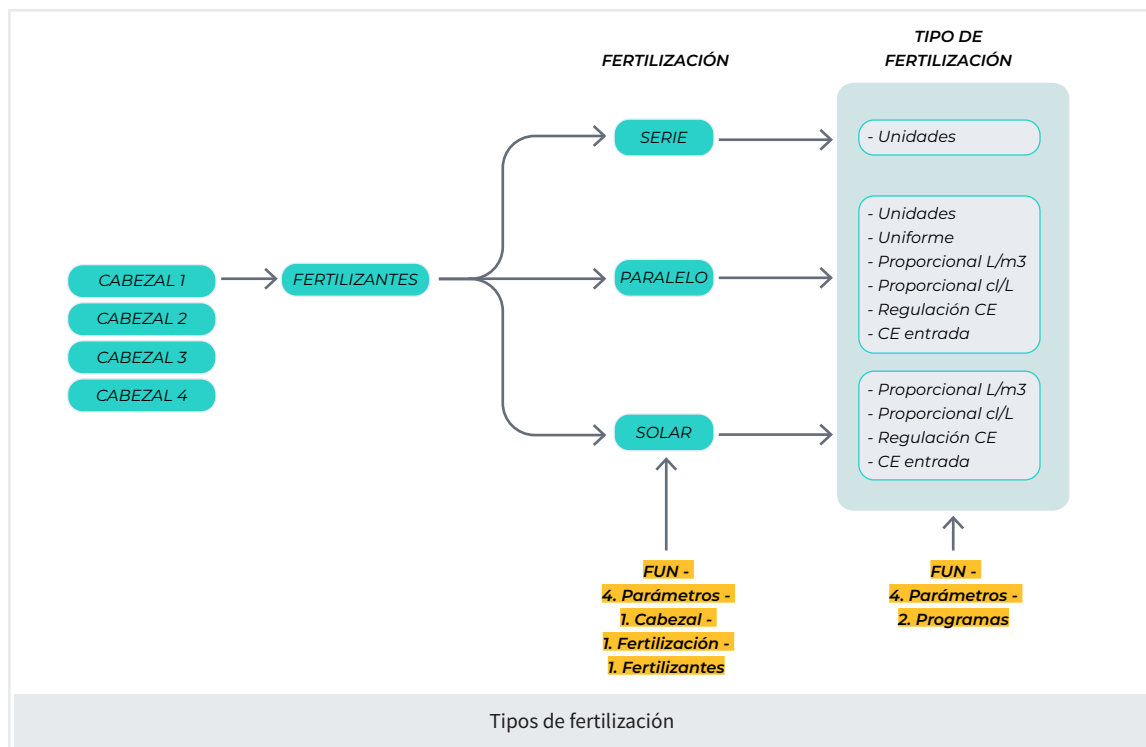 FERTILIZACIÓN
TIPO DE
FERTILIZACIÓN
CABEZAL 1
CABEZAL 2
CABEZAL 3
CABEZAL 4
FERTILIZANTES
SERIE
- Unidades
PARALELO
- Unidades
- Uniforme
- Proporcional L/m3
- Proporcional cl/L
- Regulación CE
- CE entrada
SOLAR
- Proporcional L/m3
- Proporcional cl/L
- Regulación CE
- CE entrada
FUN -
4. Parámetros -
1. Cabezal -
1. Fertilización -
1. Fertilizantes
FUN -
4. Parámetros -
2. Programas
Tipos de fertilización